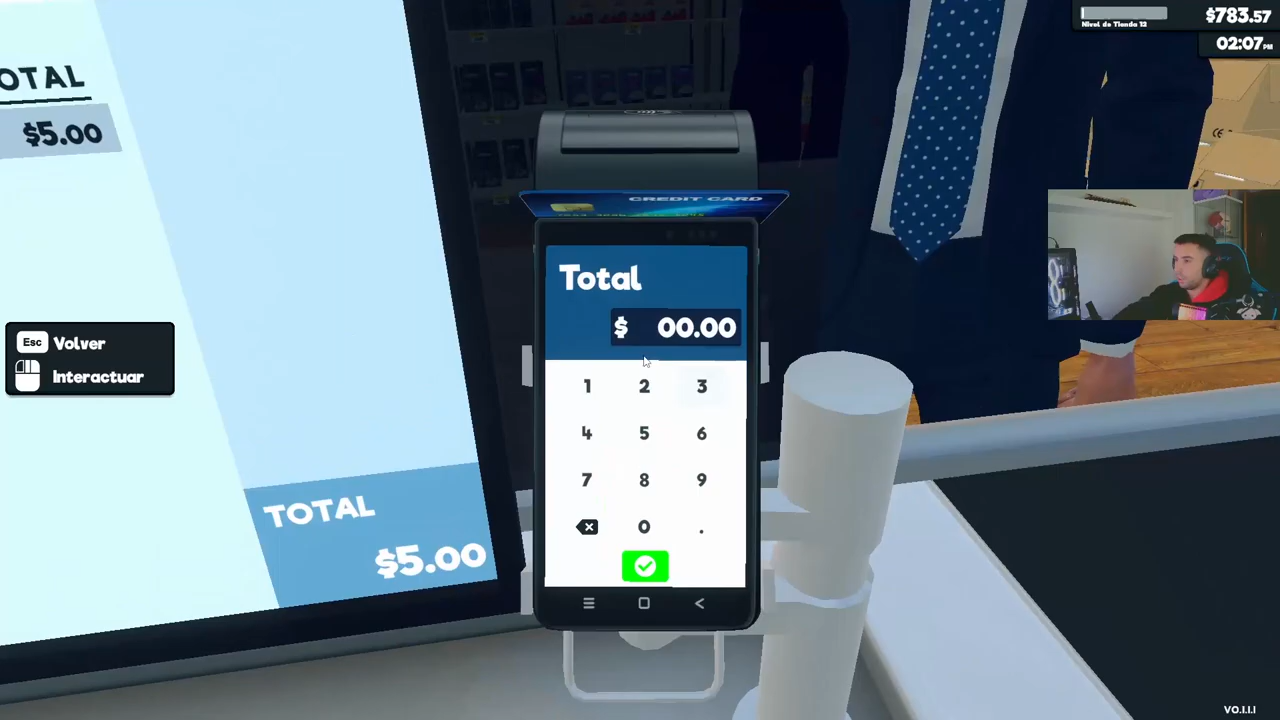 OTAL
$5.00
TOTAL
$5.00
Esc Volver
Interactuar
CREDIT CARD
Total
$ 00.00
1 2 3
4 5 6
7 8 9
0 .
$783.57
Nivel de Tienda 12
02:07PM
V0.1.1.1